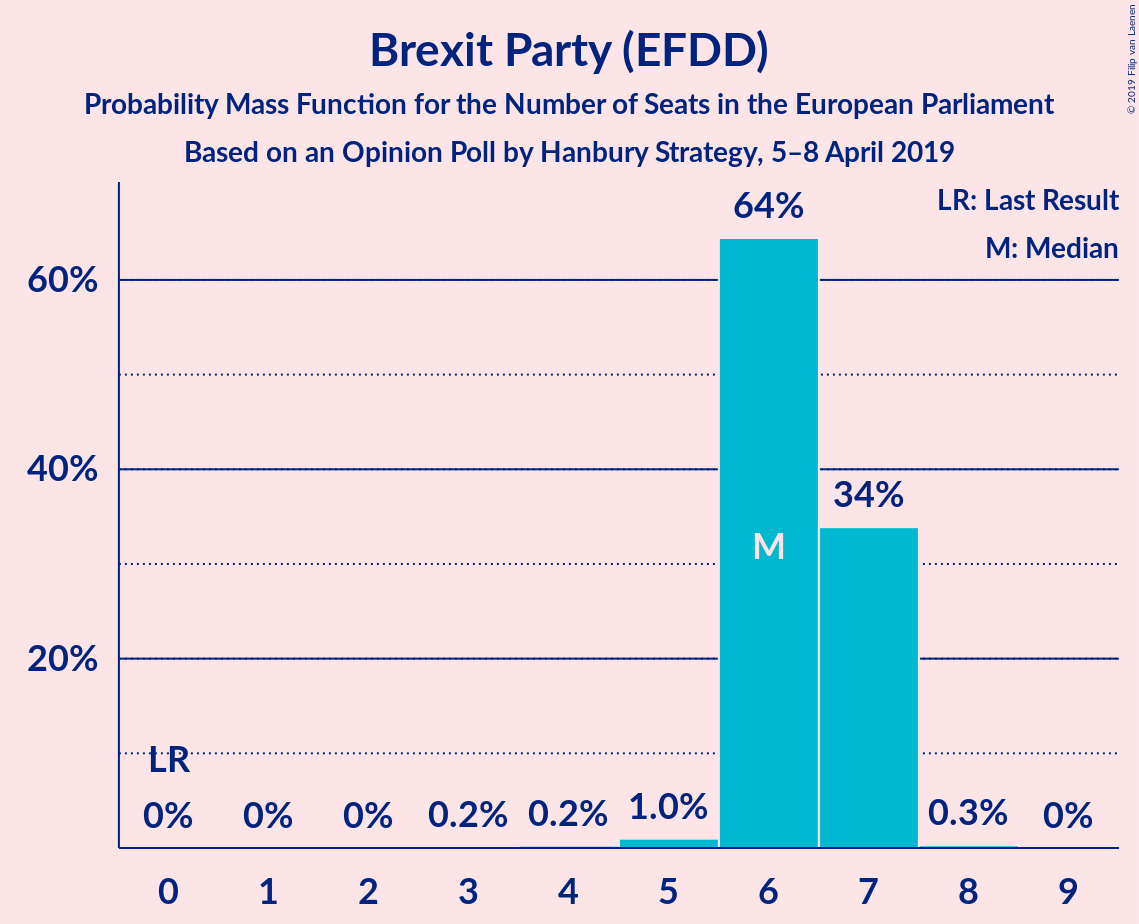 Brexit Party (EFDD)
Probability Mass Function for the Number of Seats in the European Parliament
Based on an Opinion Poll by Hanbury Strategy, 5–8 April 2019
© 2019 Filip van Laenen
LR: Last Result
M: Median
64%
60%
40%
34%
M
20%
LR
0% 0% 0% 0.2% 0.2% 1.0% 0.3% 0%
0 1 2 3 4 5 6 7 8 9